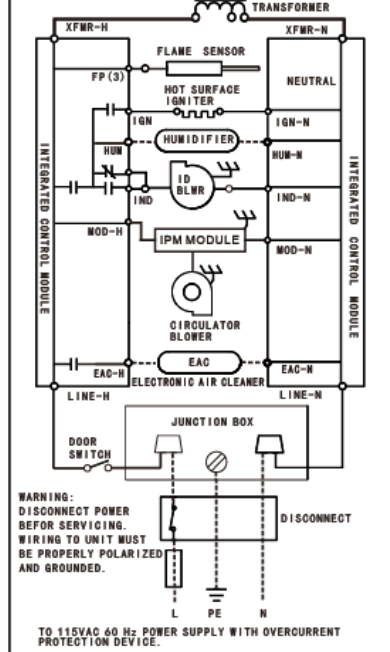 TRANSFORMER
XFMR-H
XFMR-N
FLAME SENSOR
FP(3)
NEUTRAL
HOT SURFACE
IGNITER
IGN
IGN-N
HUMIDIFIER
HUM
HUM-N
ID
BLWR
IND
IND-N
MOD-H
IPM MODULE
MOD-N
INTEGRATED CONTROL MODULE
INTEGRATED CONTROL MODULE
CIRCULATOR
BLOWER
EAC
EAC-H
EAC-N
ELECTRONIC AIR CLEANER
LINE-H
LINE-N
JUNCTION BOX
DOOR
SWITCH
WARNING:
DISCONNECT POWER
BEFOR SERVICING.
WIRING TO UNIT MUST
BE PROPERLY POLARIZED
AND GROUNDED.
DISCONNECT
L PE N
TO 115VAC 60 Hz POWER SUPPLY WITH OVERCURRENT
PROTECTION DEVICE.